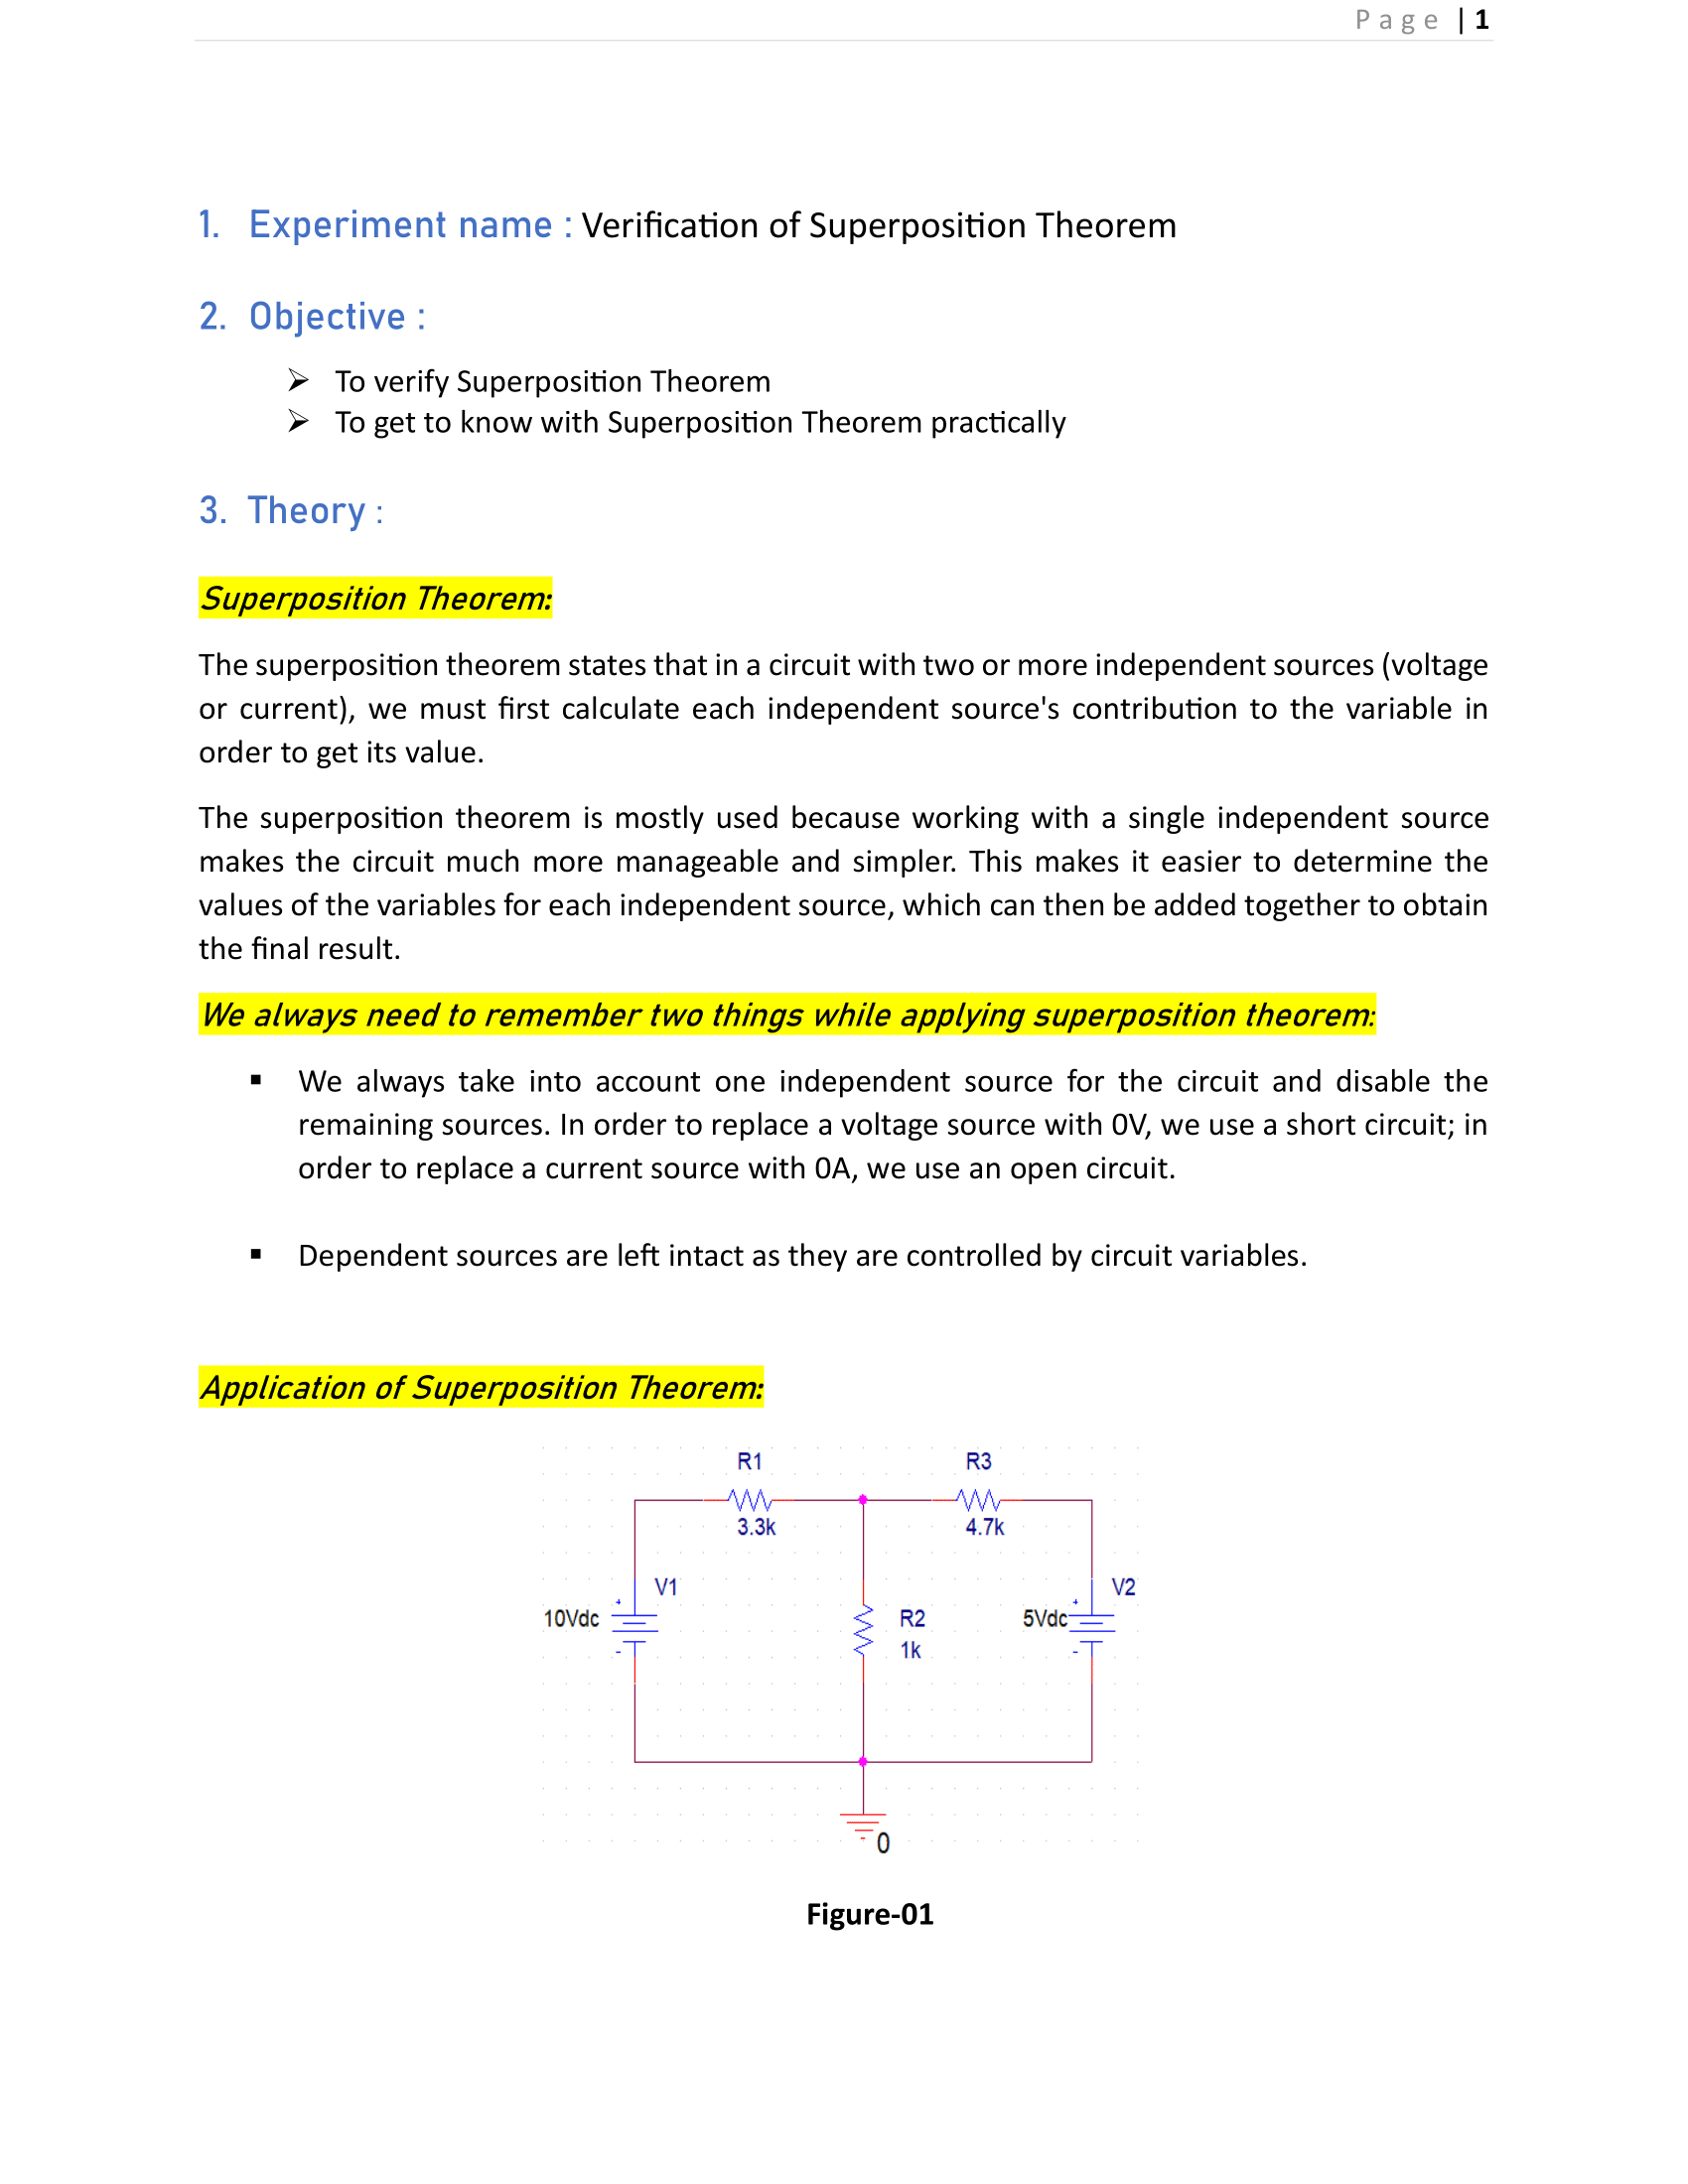 Page | 1
1. Experiment name : Verification of Superposition Theorem
2. Objective :
➢ To verify Superposition Theorem
➢ To get to know with Superposition Theorem practically
3. Theory :
Superposition Theorem:
The superposition theorem states that in a circuit with two or more independent sources (voltage
or current), we must first calculate each independent source's contribution to the variable in
order to get its value.
The superposition theorem is mostly used because working with a single independent source
makes the circuit much more manageable and simpler. This makes it easier to determine the
values of the variables for each independent source, which can then be added together to obtain
the final result.
We always need to remember two things while applying superposition theorem:
▪ We always take into account one independent source for the circuit and disable the
remaining sources. In order to replace a voltage source with 0V, we use a short circuit; in
order to replace a current source with 0A, we use an open circuit.
▪ Dependent sources are left intact as they are controlled by circuit variables.
Application of Superposition Theorem:
R1 R3
3.3k 4.7k
V1 V2
+ +
10Vdc R2 5Vdc
1k
- -
0
Figure-01